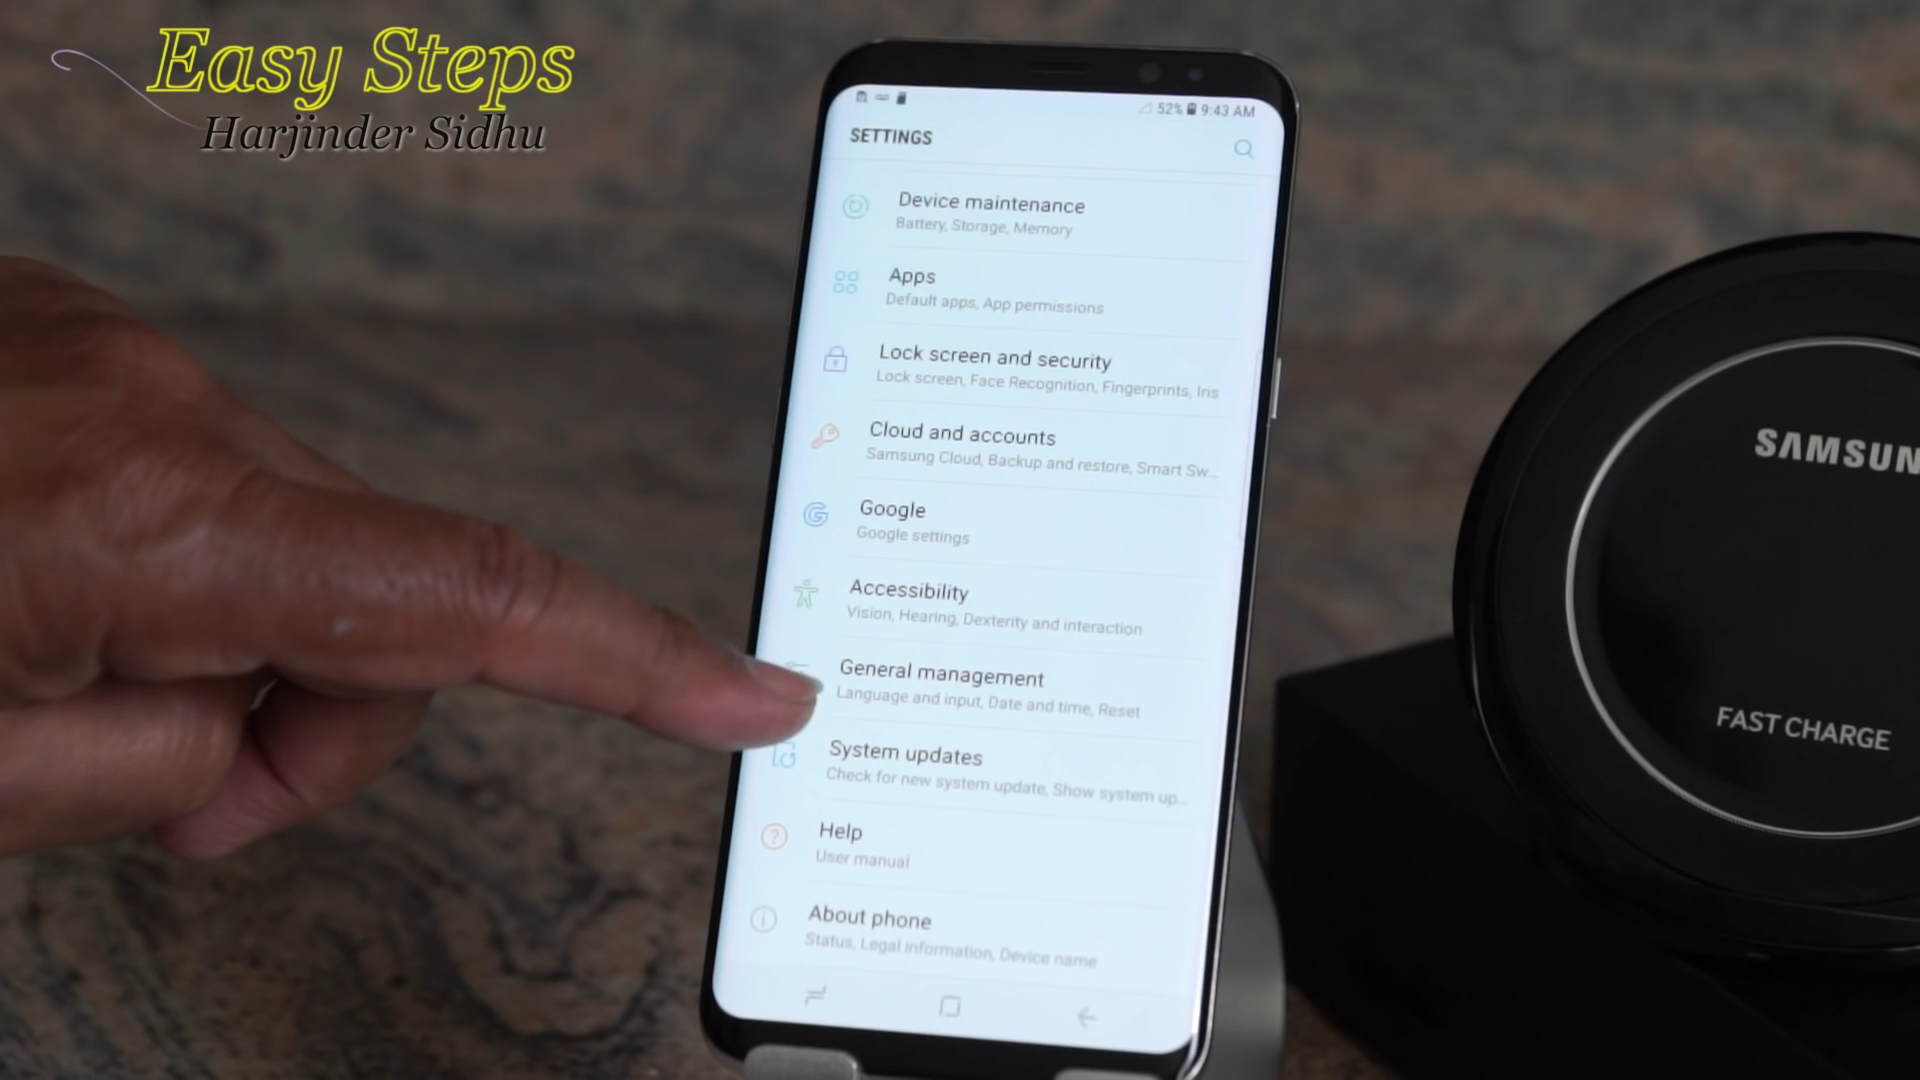 Easy Steps
Harjinder Sidhu
52% 9:43 AM
SETTINGS
Device maintenance
Battery, Storage, Memory
Apps
Default apps, App permissions
Lock screen and security
Lock screen, Face Recognition, Fingerprints, Iris
Cloud and accounts
Samsung Cloud, Backup and restore, Smart Sw...
Google
Google settings
Accessibility
Vision, Hearing, Dexterity and interaction
General management
Language and input, Date and time, Reset
System updates
Check for new system update, Show system up...
Help
User manual
About phone
Status, Legal information, Device name
SAMSUN
FAST CHARGE